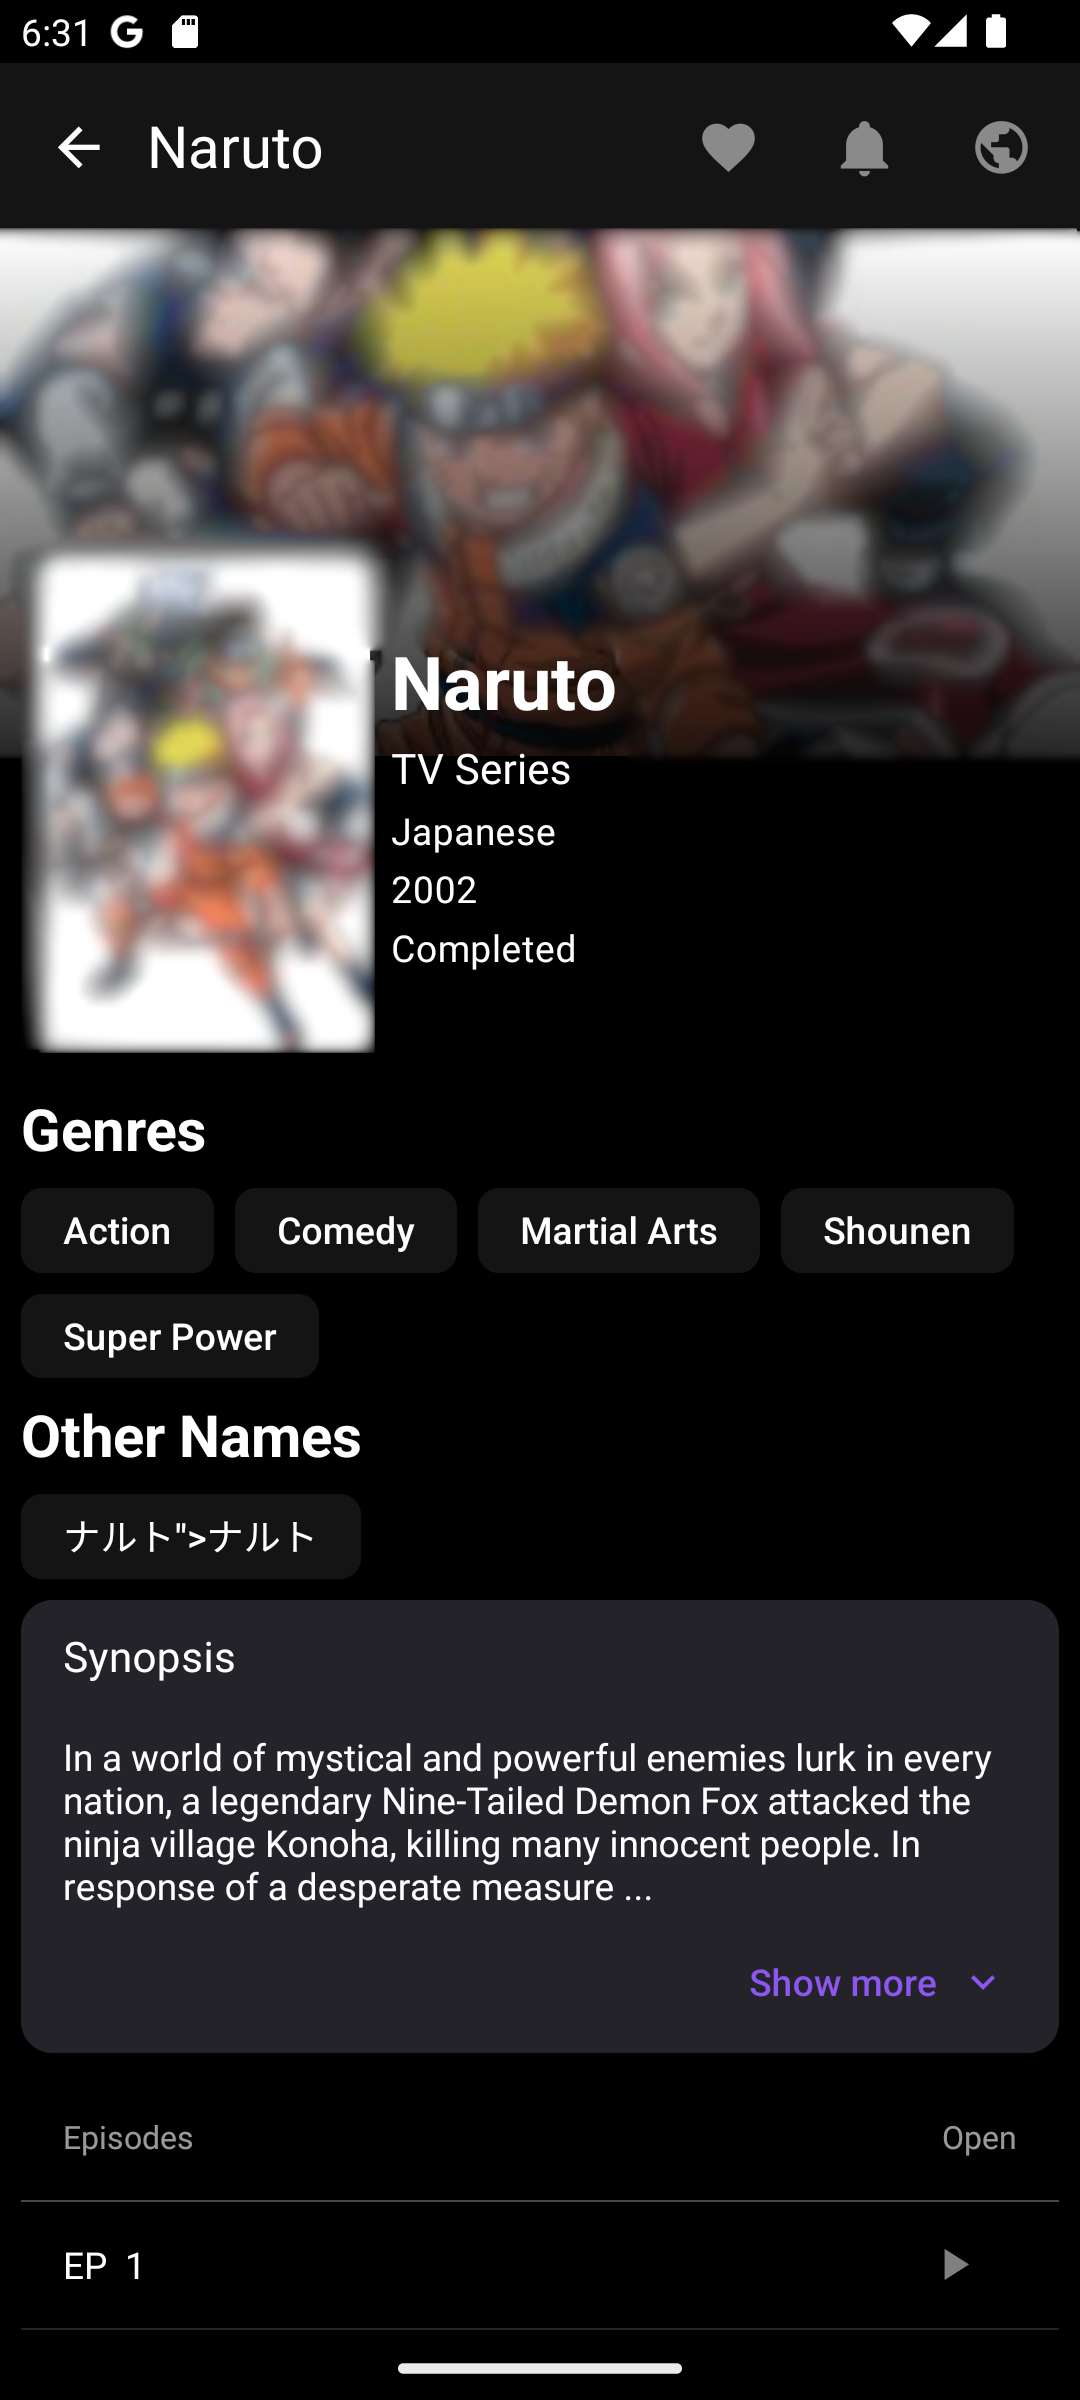 6:31
Naruto
Naruto
TV Series
Japanese
2002
Completed
Genres
Action Comedy Martial Arts Shounen
Super Power
Other Names
ナルト">ナルト
Synopsis
In a world of mystical and powerful enemies lurk in every
nation, a legendary Nine-Tailed Demon Fox attacked the
ninja village Konoha, killing many innocent people. In
response of a desperate measure ...
Show more
Episodes Open
EP 1